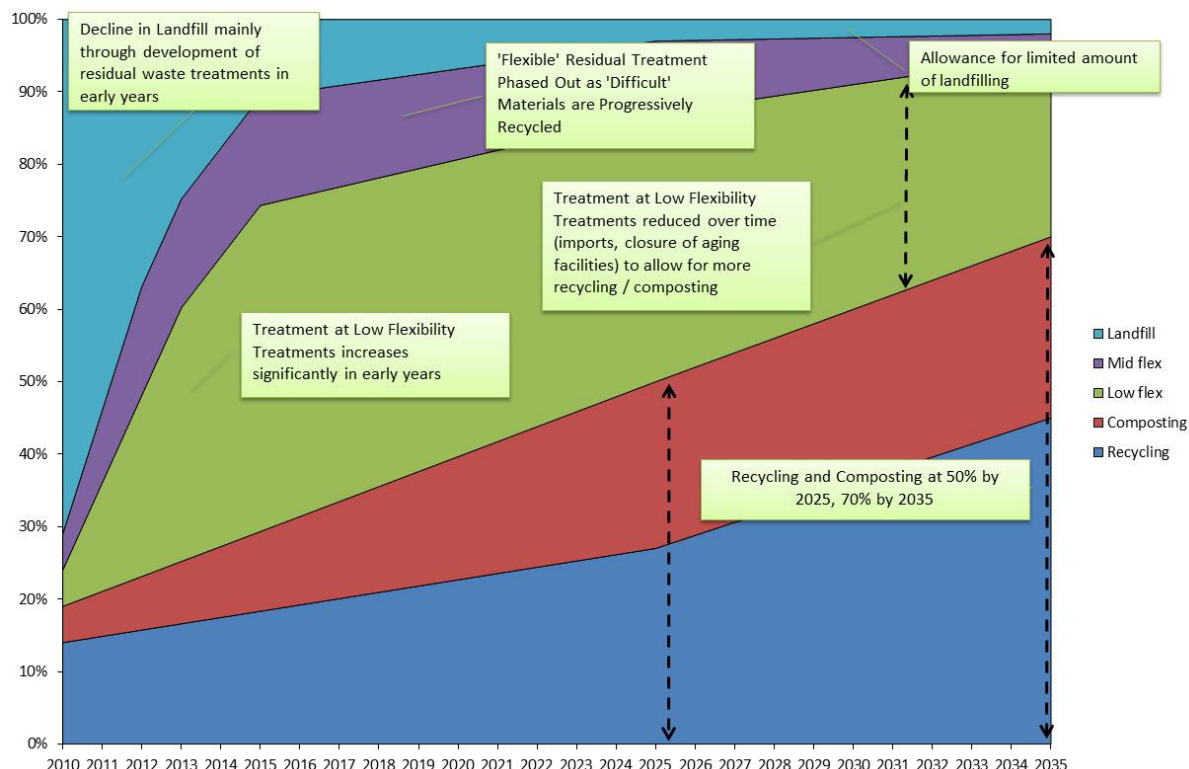 100%
90%
80%
70%
60%
50%
40%
30%
20%
10%
0%
Decline in Landfill mainly
through development of
residual waste treatments in
early years
'Flexible' Residual Treatment
Phased Out as 'Difficult'
Materials are Progressively
Recycled
Allowance for limited amount
of landfilling
Treatment at Low Flexibility
Treatments reduced over time
(imports, closure of aging
facilities) to allow for more
recycling / composting
Treatment at Low Flexibility
Treatments increases
significantly in early years
Recycling and Composting at 50% by
2025, 70% by 2035
Landfill
Mid flex
Low flex
Composting
Recycling
2010 2011 2012 2013 2014 2015 2016 2017 2018 2019 2020 2021 2022 2023 2024 2025 2026 2027 2028 2029 2030 2031 2032 2033 2034 2035